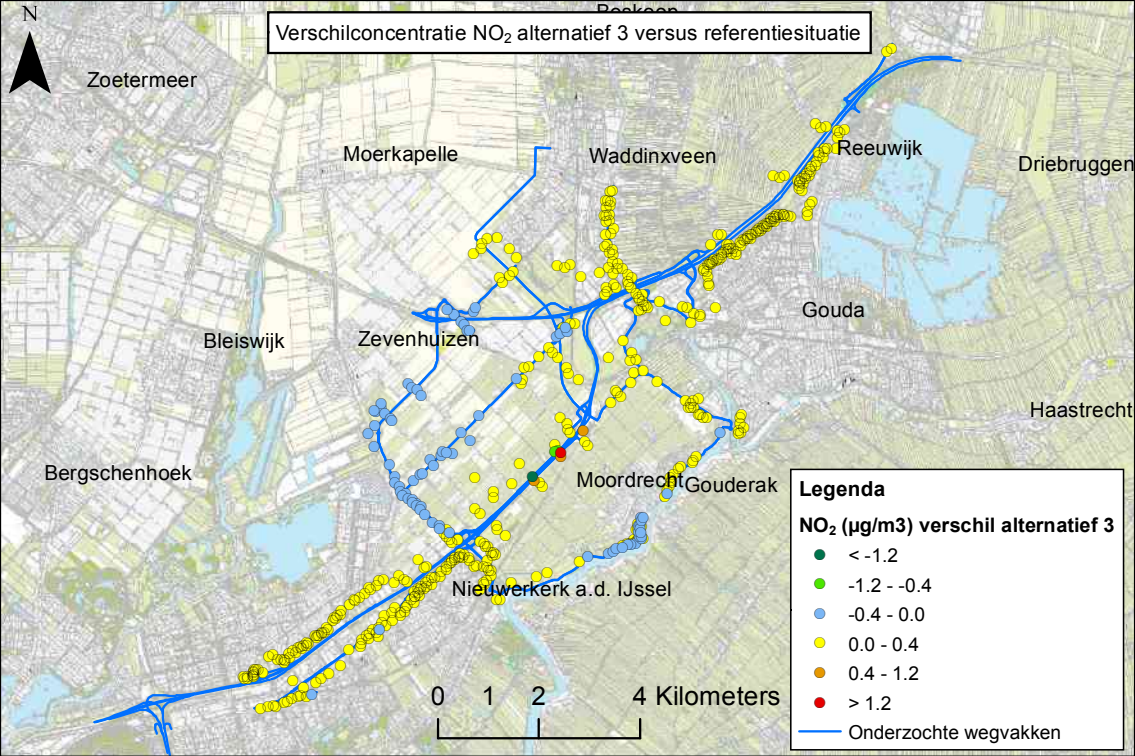 N
Verschilconcentratie NO₂ alternatief 3 versus referentiesituatie
Zoetermeer
Moerkapelle
Waddinxveen
Reeuwijk
Driebruggen
Bleiswijk
Zevenhuizen
Gouda
Haastrecht
Bergschenhoek
Moordrecht
Gouderak
Nieuwerkerk a.d. IJssel
0 1 2 4 Kilometers
Legenda
NO₂ (µg/m3) verschil alternatief 3
< -1.2
-1.2 - -0.4
-0.4 - 0.0
0.0 - 0.4
0.4 - 1.2
> 1.2
Onderzochte wegvakken